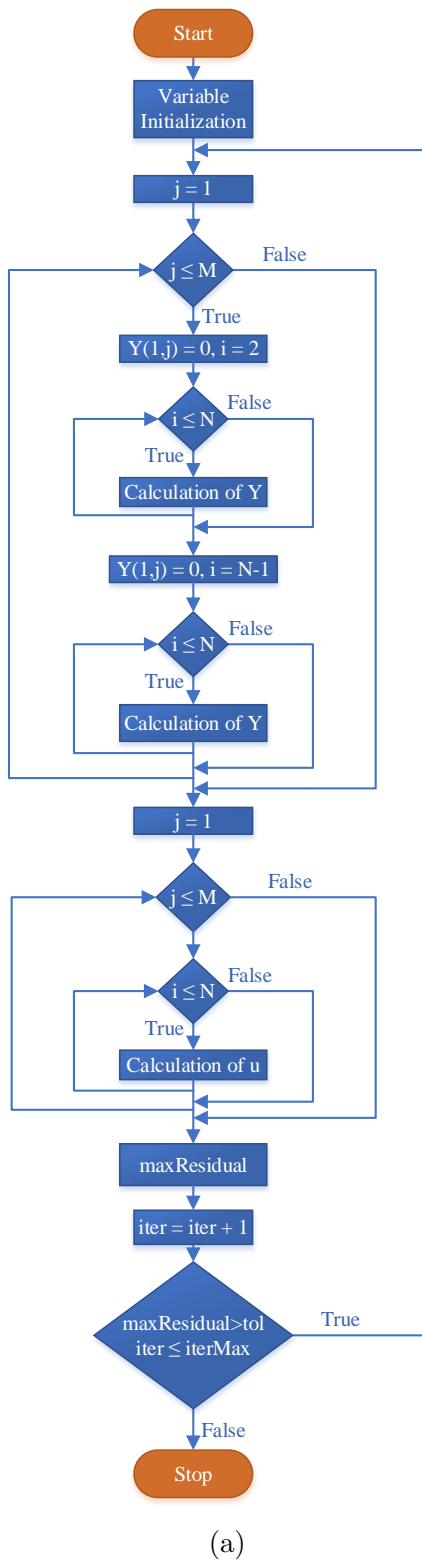 Start
Variable
Initialization
j = 1
j ≤ M
False
True
Y(1,j) = 0, i = 2
i ≤ N
False
True
Calculation of Y
Y(1,j) = 0, i = N-1
i ≤ N
False
True
Calculation of Y
j = 1
j ≤ M
False
i ≤ N
False
True
Calculation of u
maxResidual
iter = iter + 1
maxResidual>tol
iter ≤ iterMax
True
False
Stop
(a)